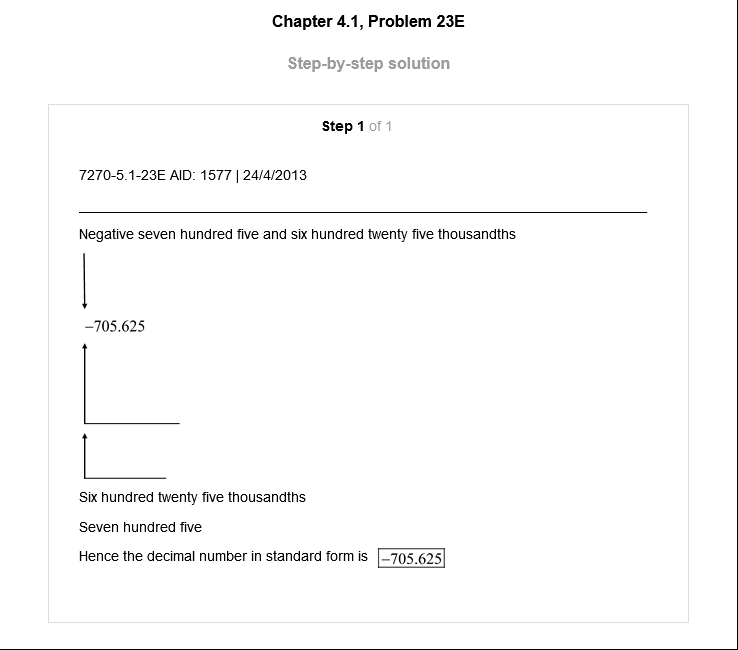 Chapter 4.1, Problem 23E
Step-by-step solution
Step 1 of 1
7270-5.1-23E AID: 1577 | 24/4/2013
Negative seven hundred five and six hundred twenty five thousandths
−705.625
Six hundred twenty five thousandths
Seven hundred five
Hence the decimal number in standard form is −705.625